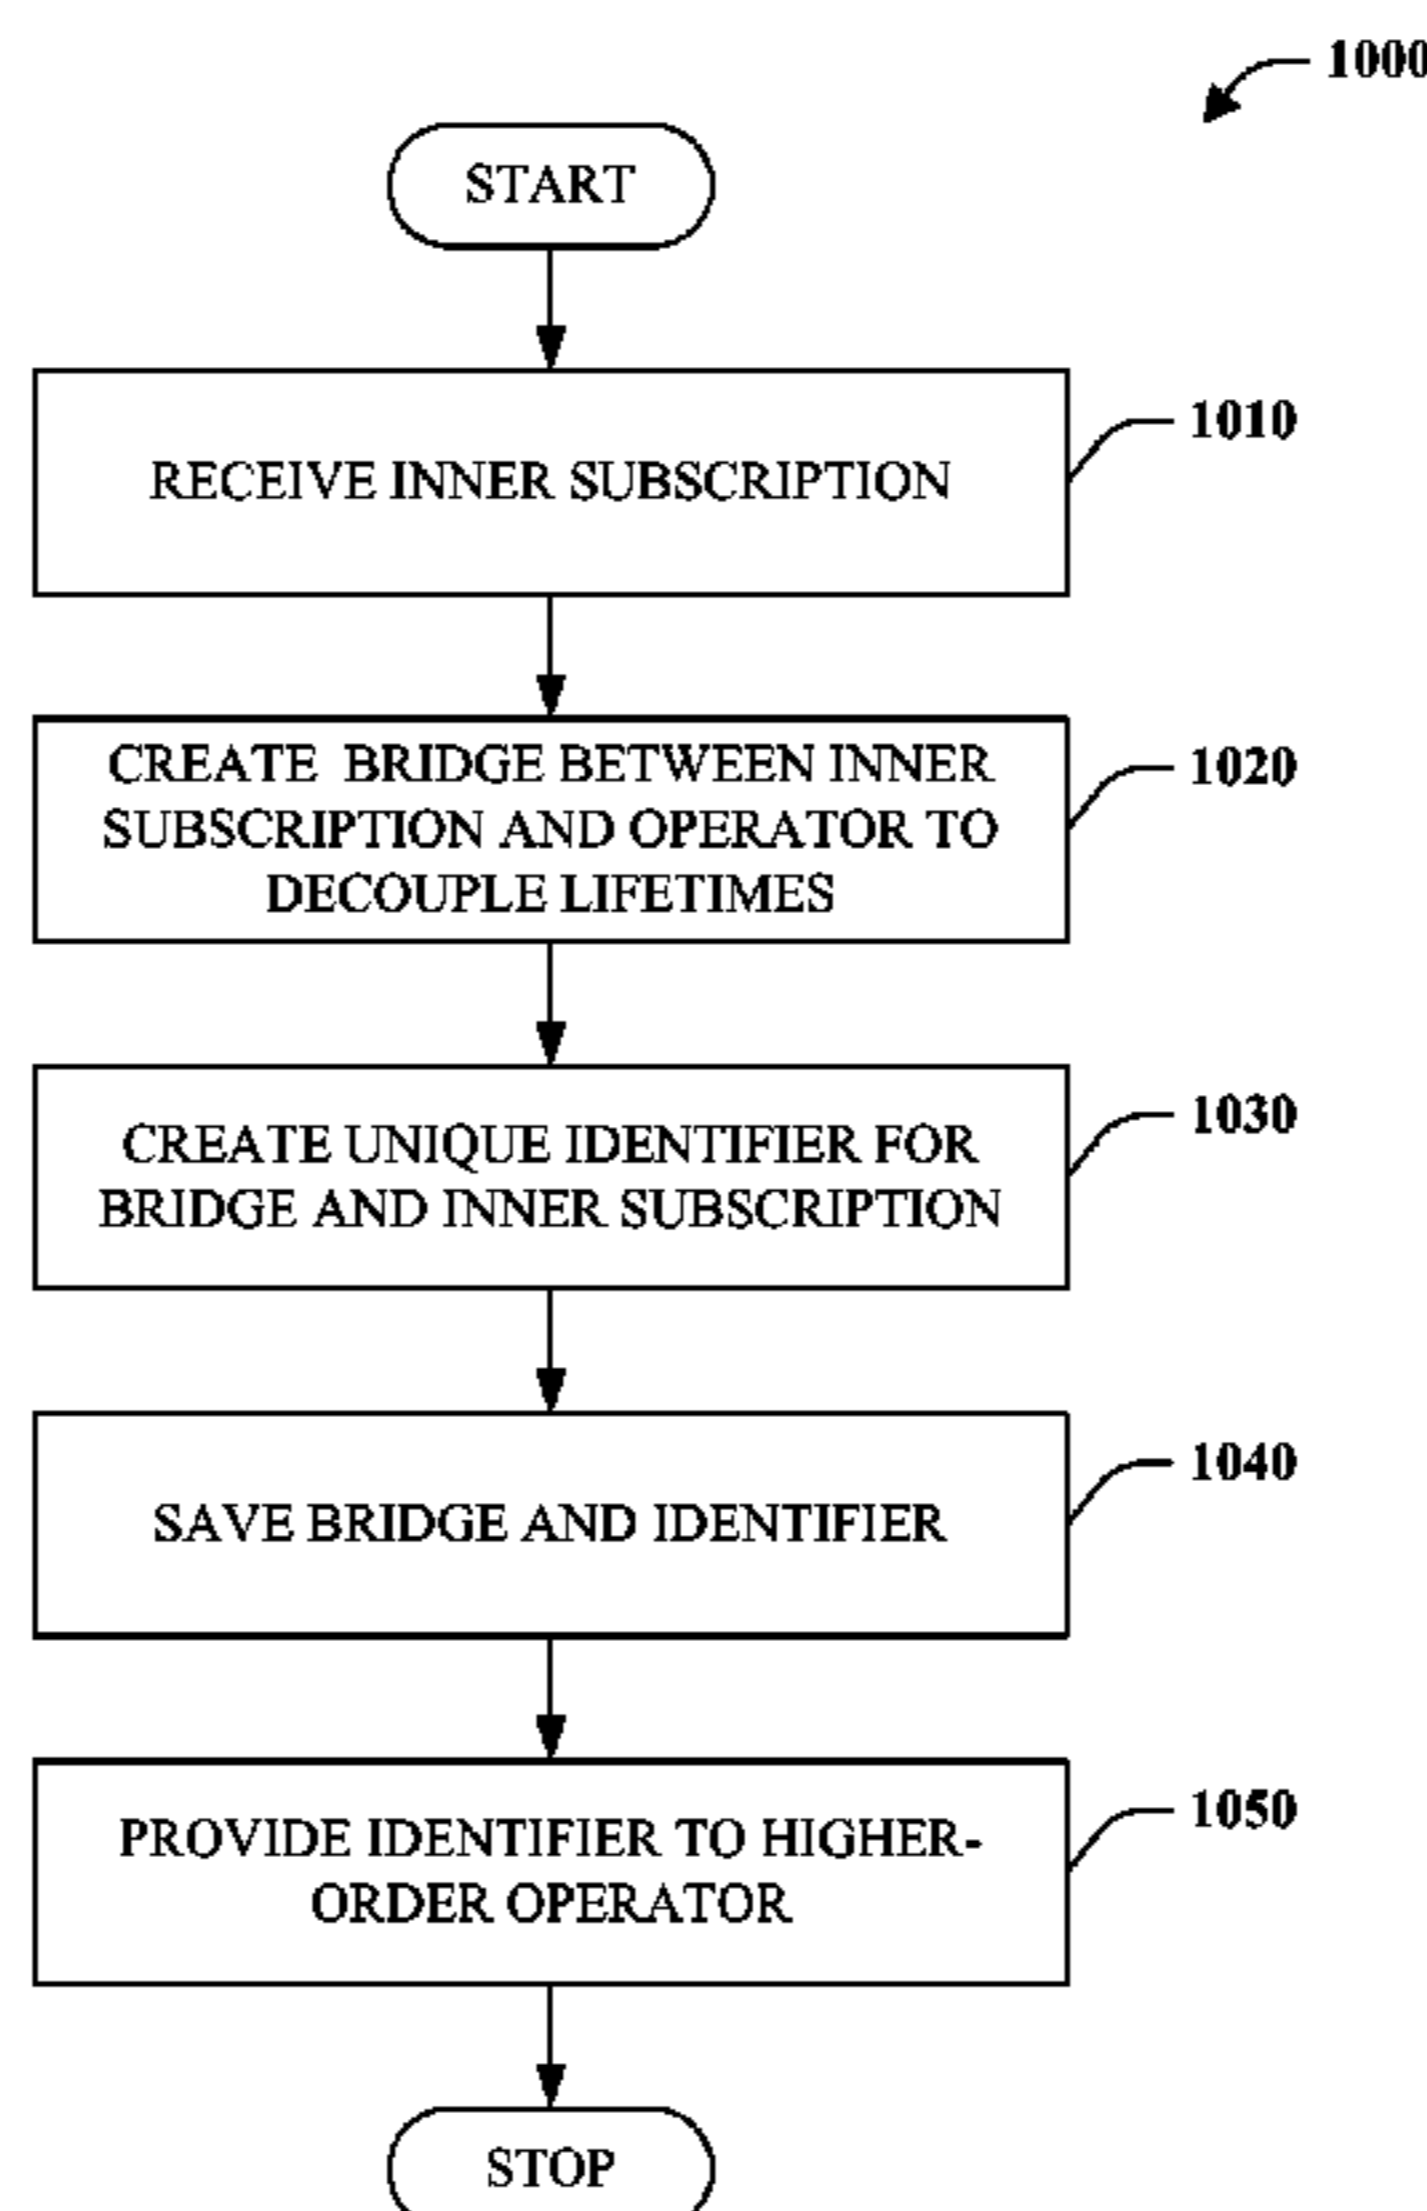 1000
START
RECEIVE INNER SUBSCRIPTION
1010
CREATE BRIDGE BETWEEN INNER
SUBSCRIPTION AND OPERATOR TO
DECOUPLE LIFETIMES
1020
CREATE UNIQUE IDENTIFIER FOR
BRIDGE AND INNER SUBSCRIPTION
1030
SAVE BRIDGE AND IDENTIFIER
1040
PROVIDE IDENTIFIER TO HIGHER-
ORDER OPERATOR
1050
STOP